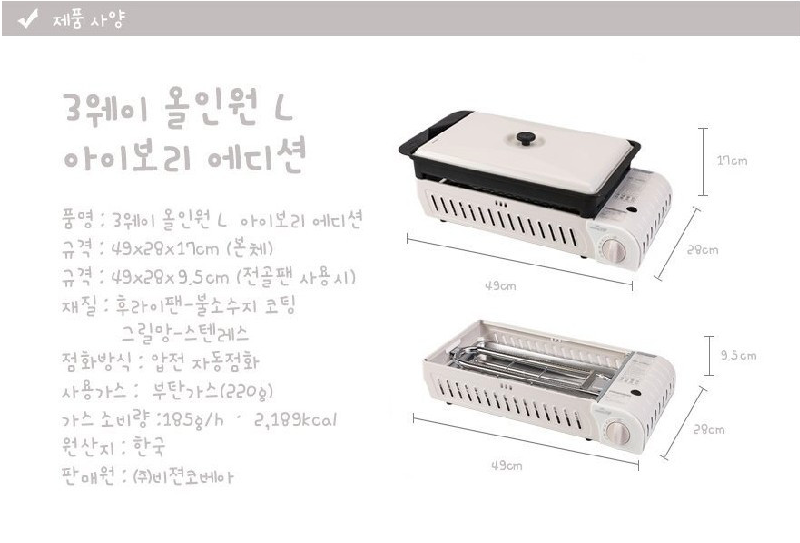 제품 사양
3웨이 올인원 L
아이보리 에디션
품명 : 3웨이 올인원 L 아이보리 에디션
규격 : 49x28x17cm (본체)
규격 : 49x28x9.5cm (전골팬 사용시)
재질 : 후라이팬-불소수지 코팅
그릴망-스텐레스
점화방식 : 압전 자동점화
사용가스 : 부탄가스(220g)
가스 소비량 :185g/h · 2,189kcal
원산지 : 한국
판매원 : ㈜비젼코베아
17cm
28cm
49cm
9.5cm
28cm
49cm